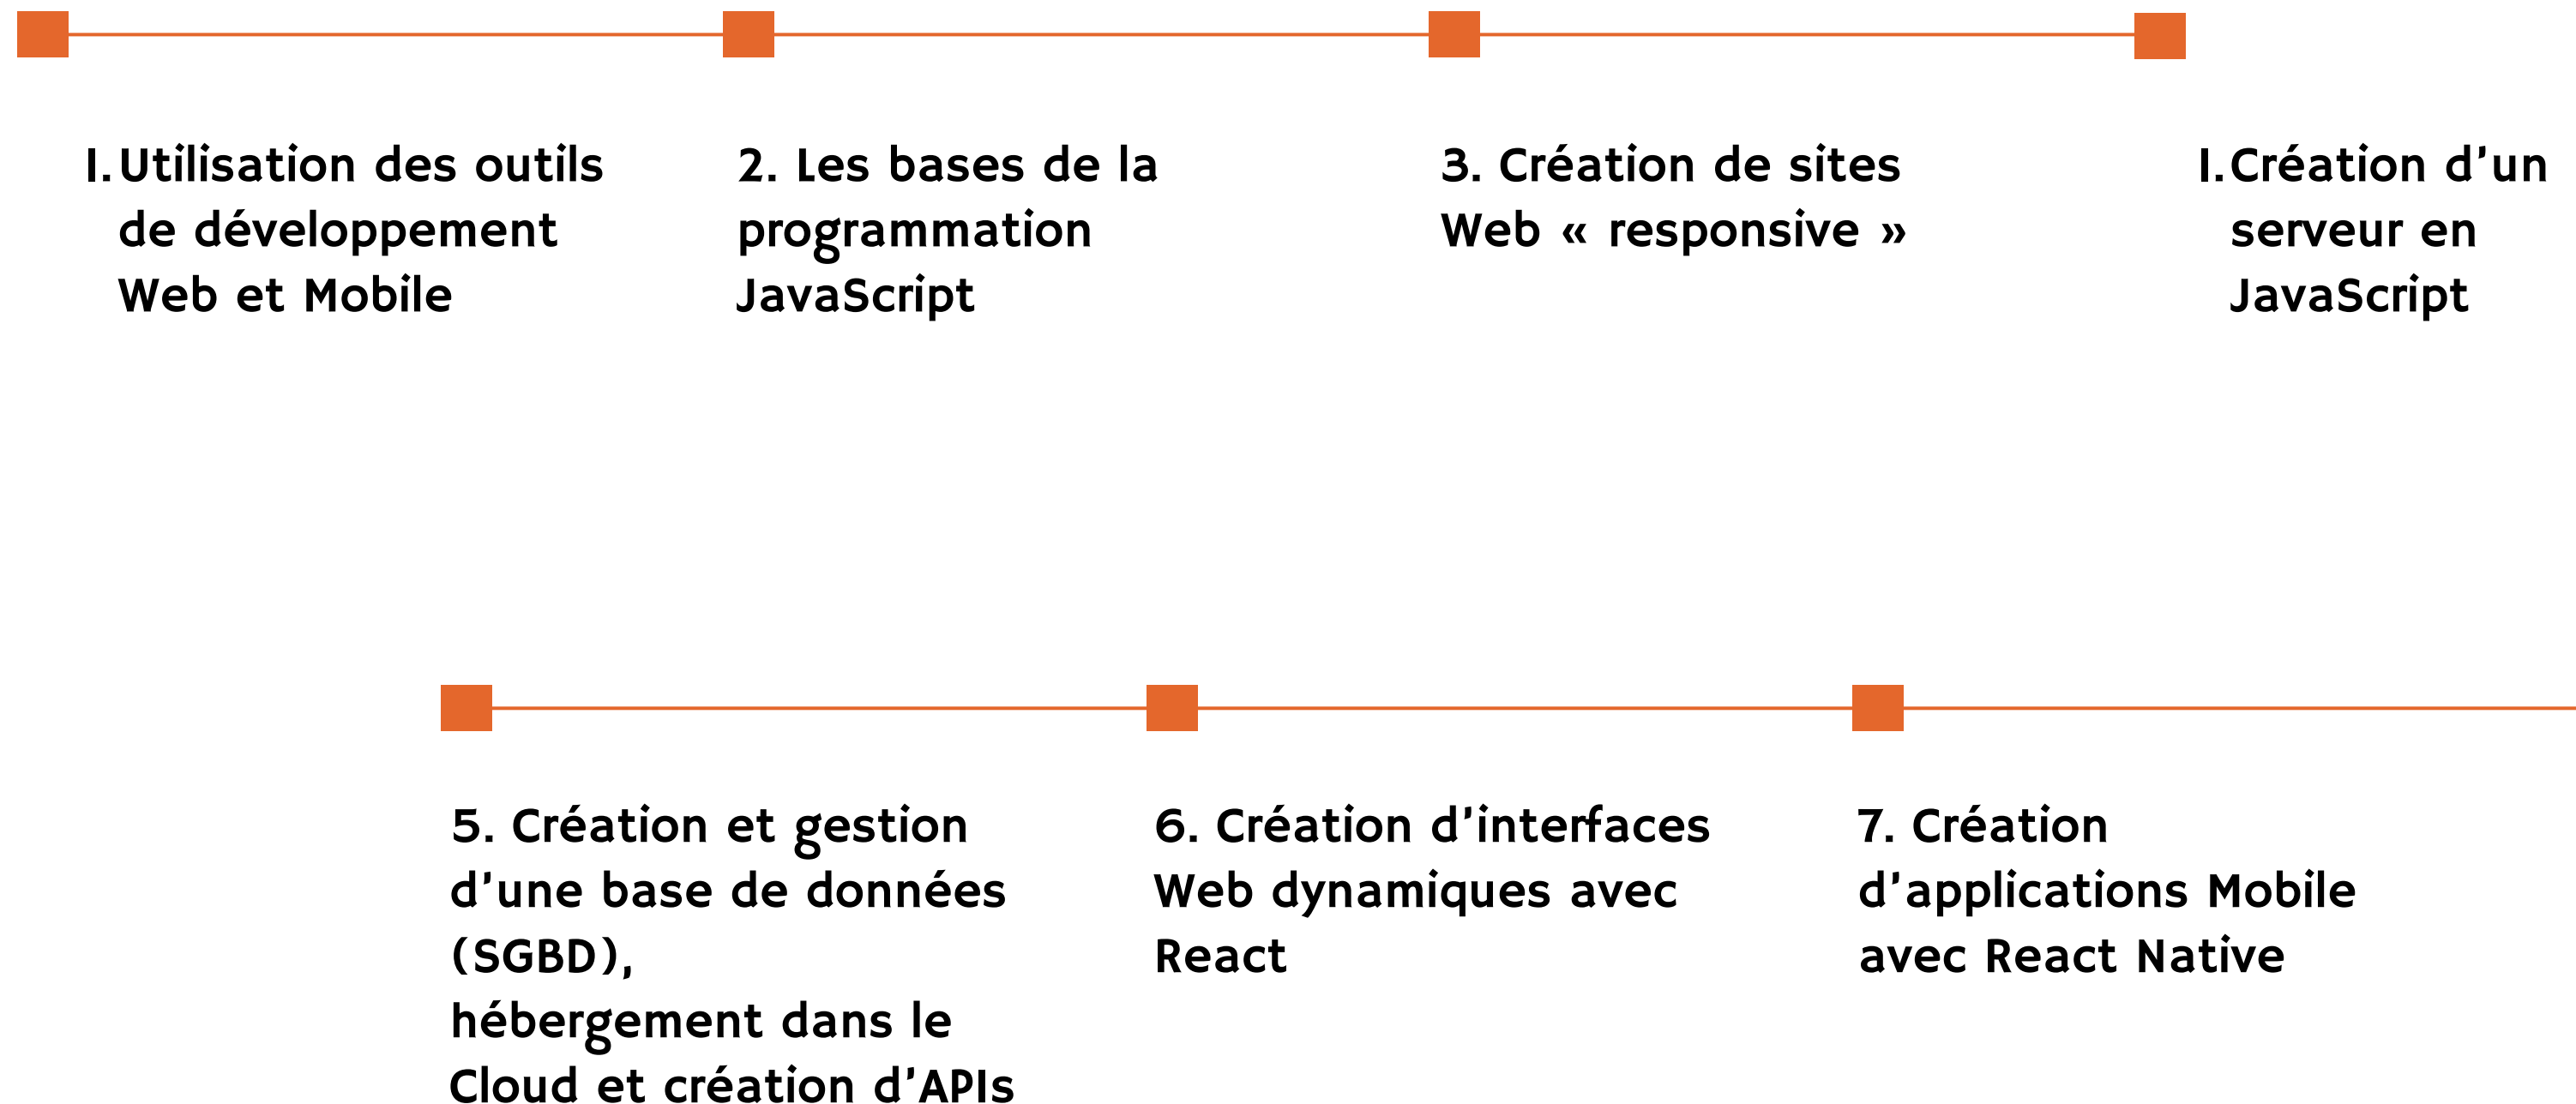 1. Utilisation des outils
de développement
Web et Mobile
2. Les bases de la
programmation
JavaScript
3. Création de sites
Web « responsive »
1. Création d’un
serveur en
JavaScript
5. Création et gestion
d’une base de données
(SGBD),
hébergement dans le
Cloud et création d’APIs
6. Création d’interfaces
Web dynamiques avec
React
7. Création
d’applications Mobile
avec React Native